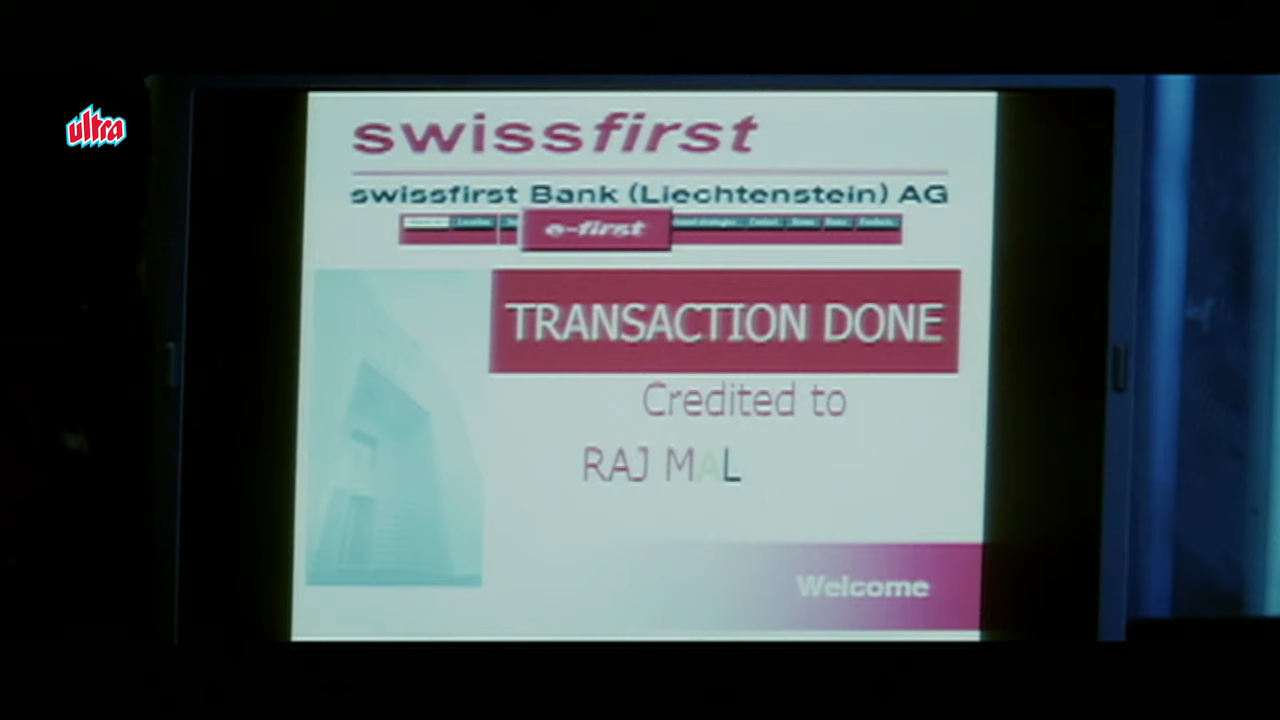 ultra
swissfirst
swissfirst Bank (Liechtenstein) AG
e-first
TRANSACTION DONE
Credited to
RAJ MAL
Welcome